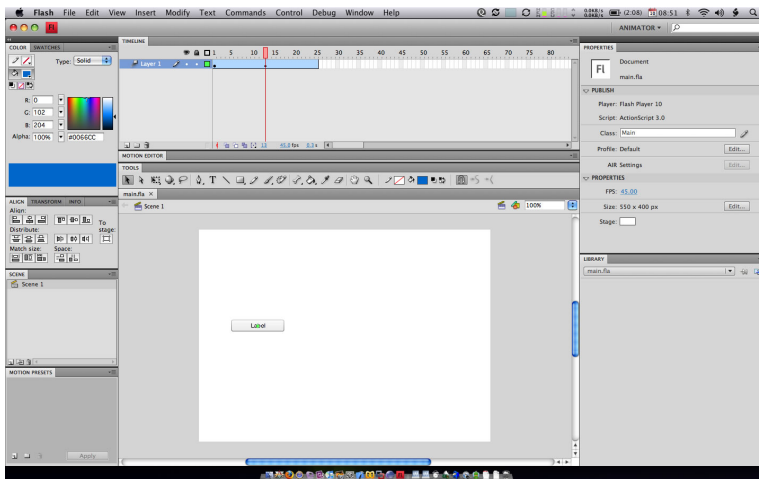 Flash File Edit View Insert Modify Text Commands Control Debug Window Help
(2:08) 08:51
FL
ANIMATOR
COLOR SWATCHES
Type: Solid
R: 0
G: 102
B: 204
Alpha: 100% #0066CC
ALIGN TRANSFORM INFO
Align:
To
stage:
Distribute:
Match size: Space:
SCENE
Scene 1
MOTION PRESETS
Apply
TIMELINE
1 5 10 15 20 25 30 35 40 45 50 55 60 65 70 75 80
Layer 1
MOTION EDITOR
TOOLS
main.fla ×
Scene 1
100%
Label
PROPERTIES
Fl
Document
main.fla
PUBLISH
Player: Flash Player 10
Script: ActionScript 3.0
Class: Main
Profile: Default Edit...
AIR Settings Edit...
PROPERTIES
FPS: 45.00
Size: 550 x 400 px Edit...
Stage:
LIBRARY
main.fla